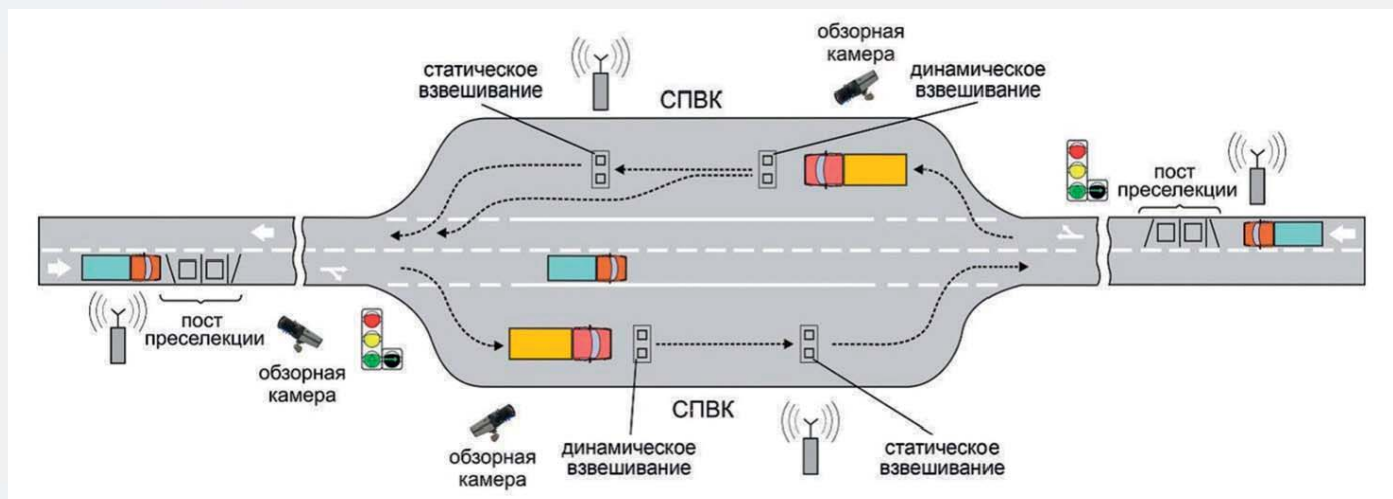 обзорная
камера
статическое
взвешивание
СПВК
динамическое
взвешивание
пост
преселекции
пост
преселекции
обзорная
камера
обзорная
камера
СПВК
динамическое
взвешивание
статическое
взвешивание